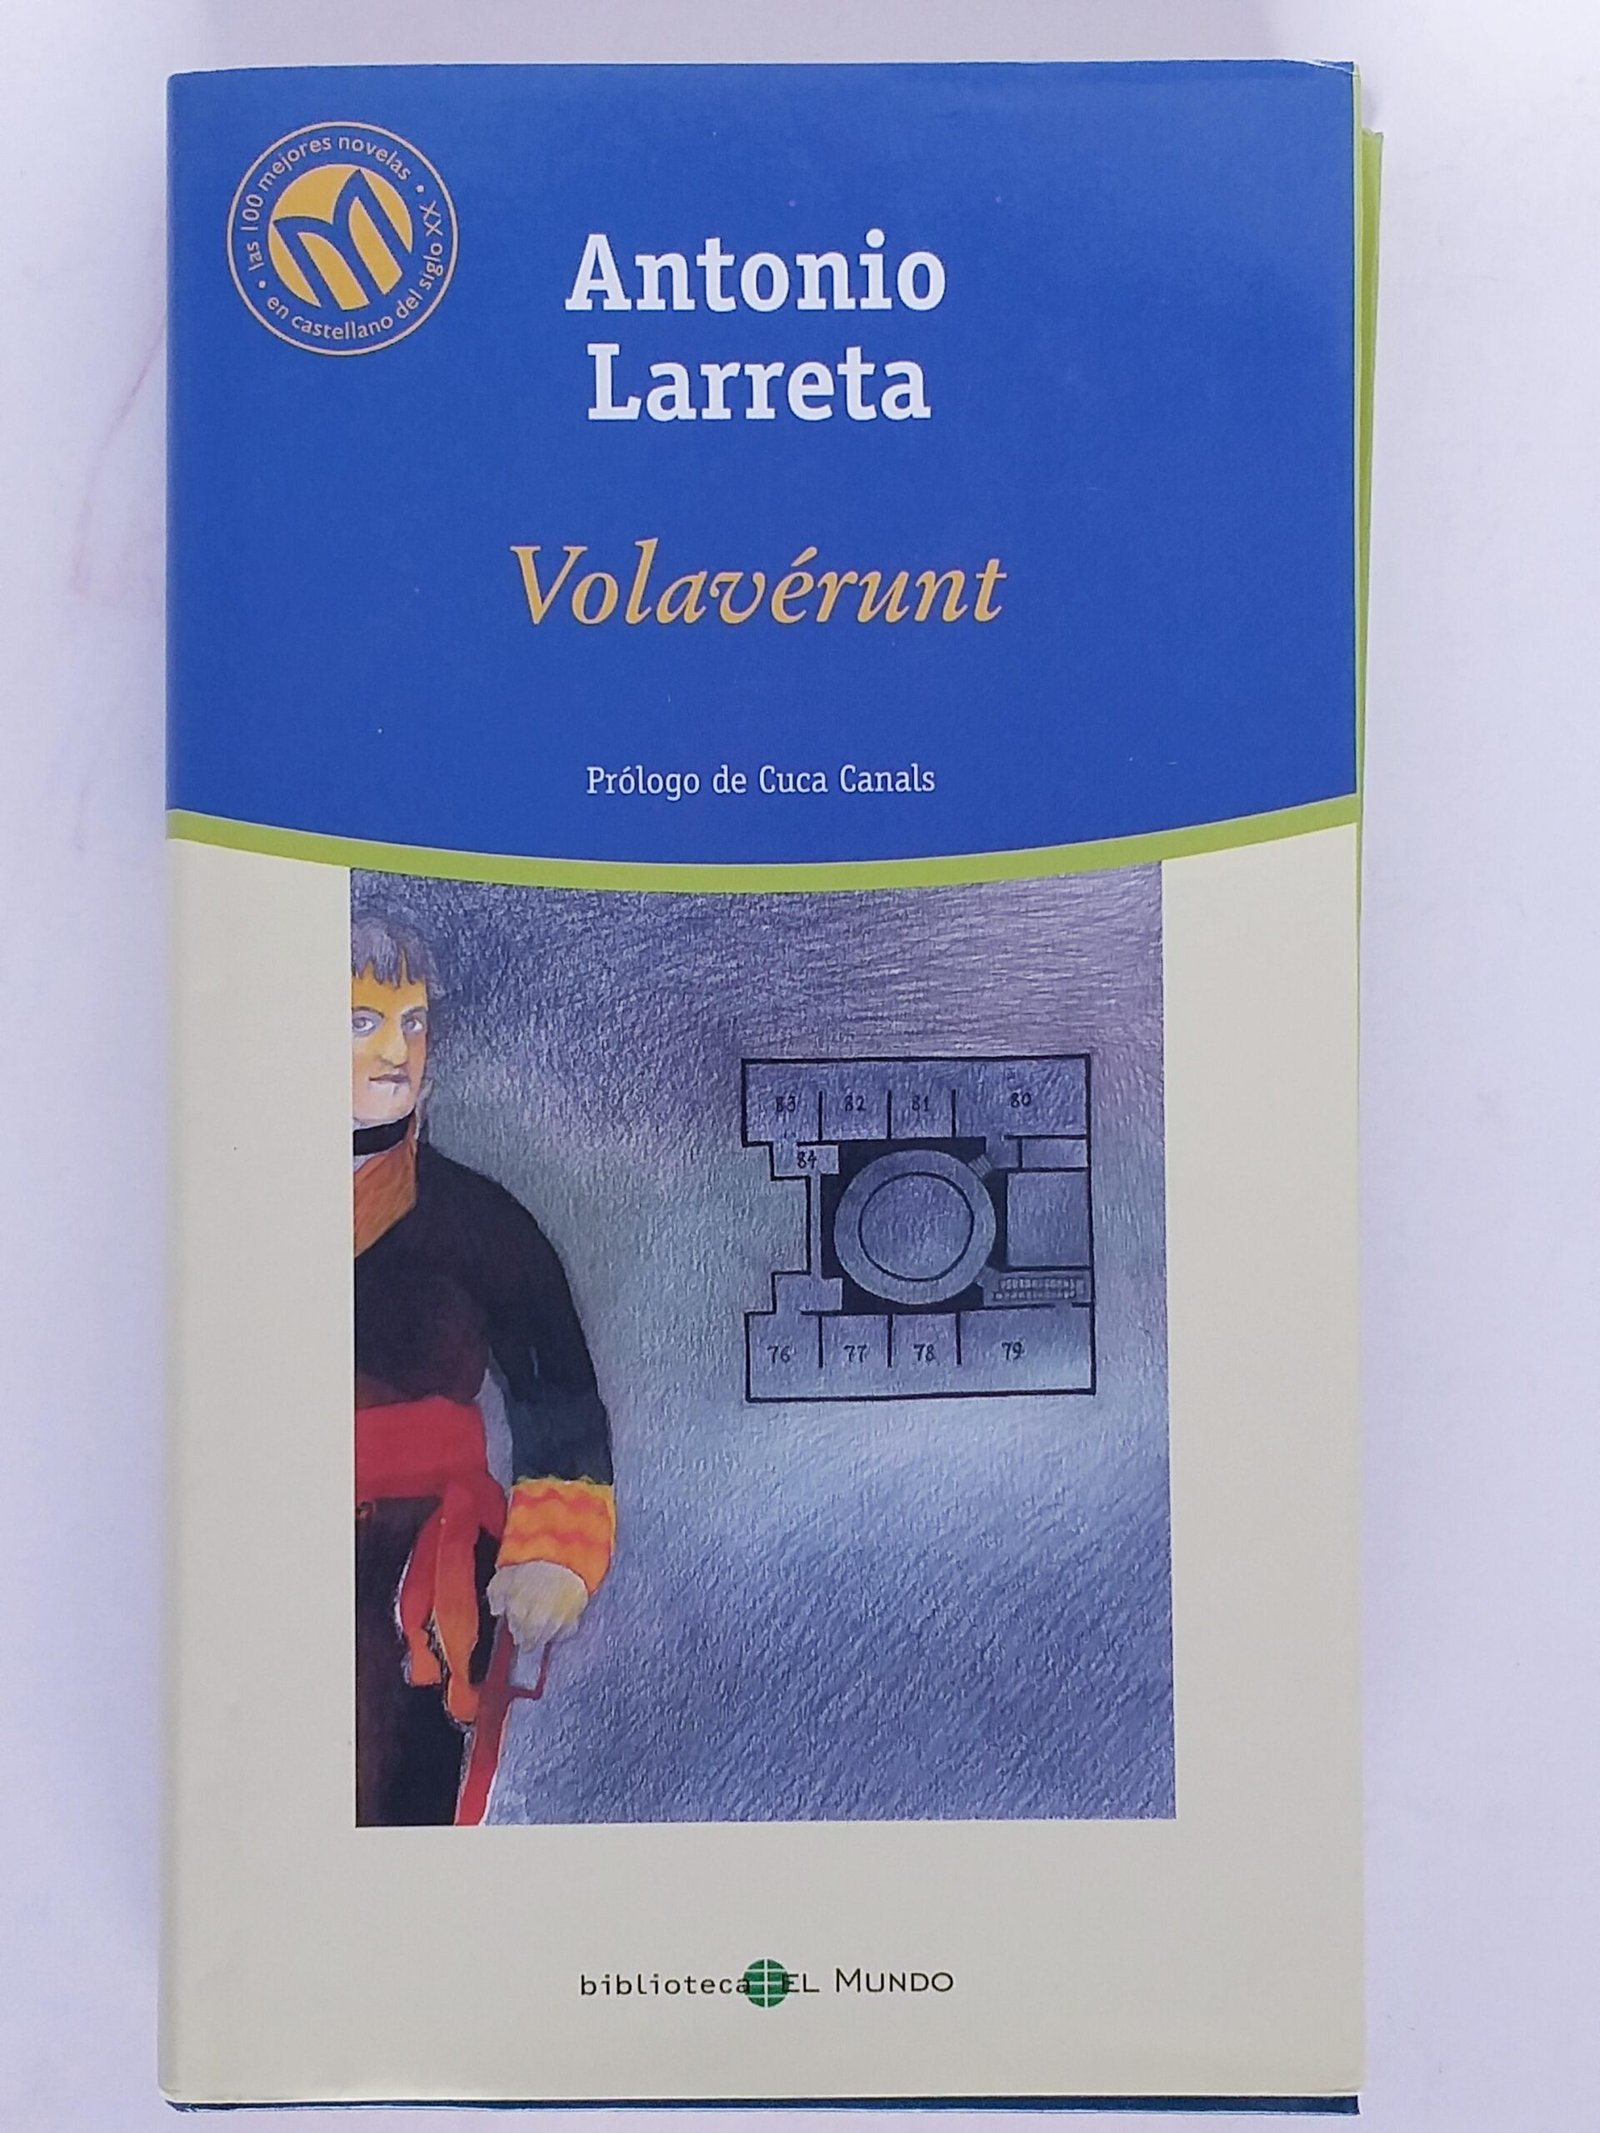 las 100 mejores novelas •
en castellano del siglo XX •
Antonio
Larreta
Volavérunt
Prólogo de Cuca Canals
83 82 81 80
84
76 77 78 79
biblioteca EL MUNDO